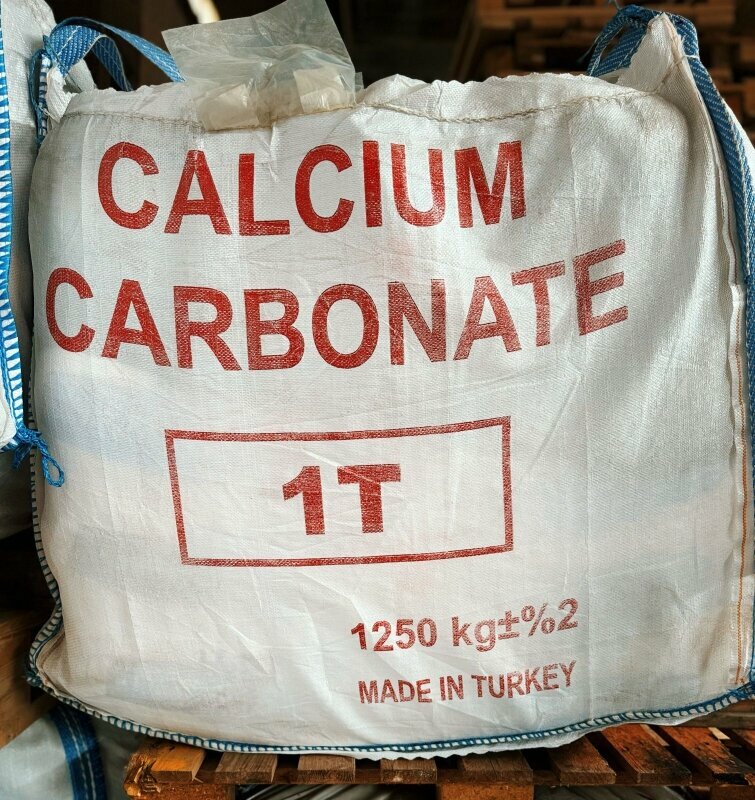 CALCIUM
CARBONATE
1T
1250 kg±%2
MADE IN TURKEY